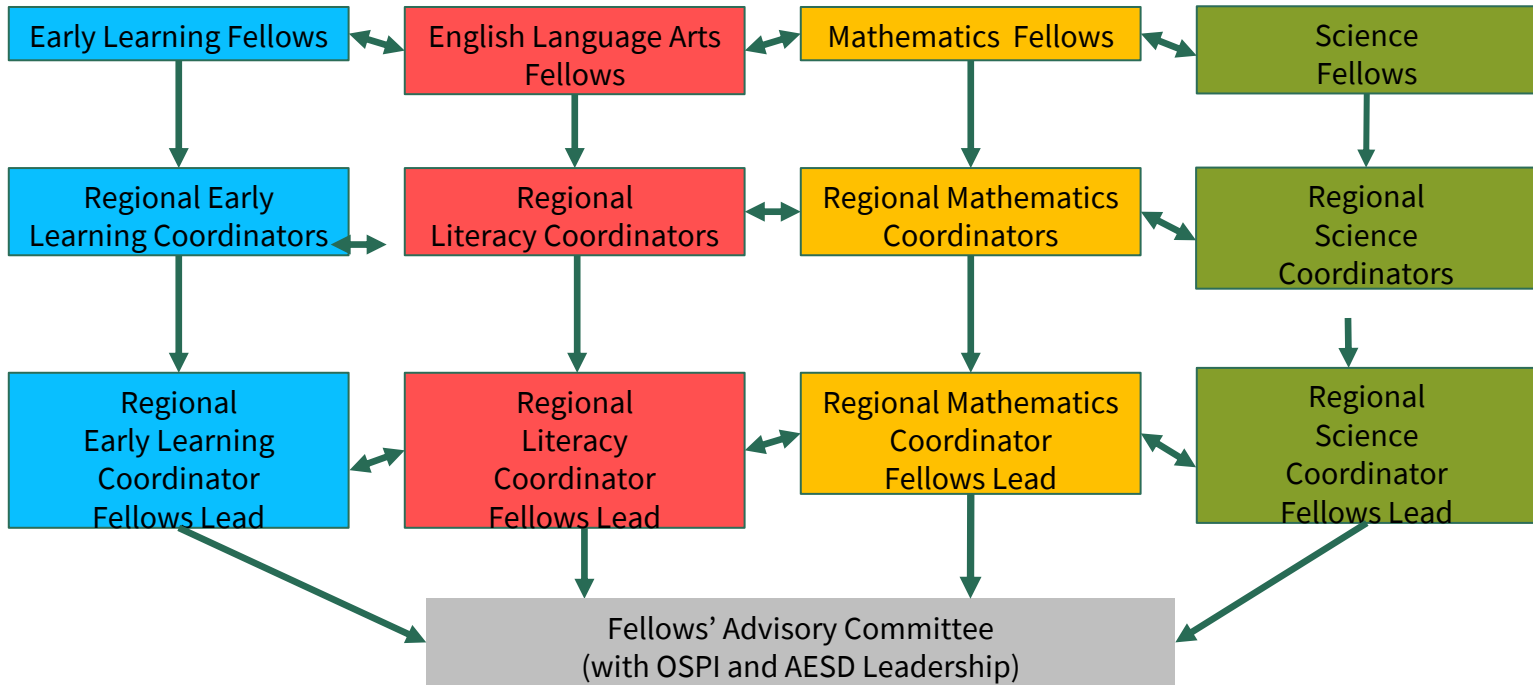 Early Learning Fellows
English Language Arts
Fellows
Mathematics Fellows
Science
Fellows
Regional Early
Learning Coordinators
Regional
Literacy Coordinators
Regional Mathematics
Coordinators
Regional
Science
Coordinators
Regional
Early Learning
Coordinator
Fellows Lead
Regional
Literacy
Coordinator
Fellows Lead
Regional Mathematics
Coordinator
Fellows Lead
Regional
Science
Coordinator
Fellows Lead
Fellows’ Advisory Committee
(with OSPI and AESD Leadership)